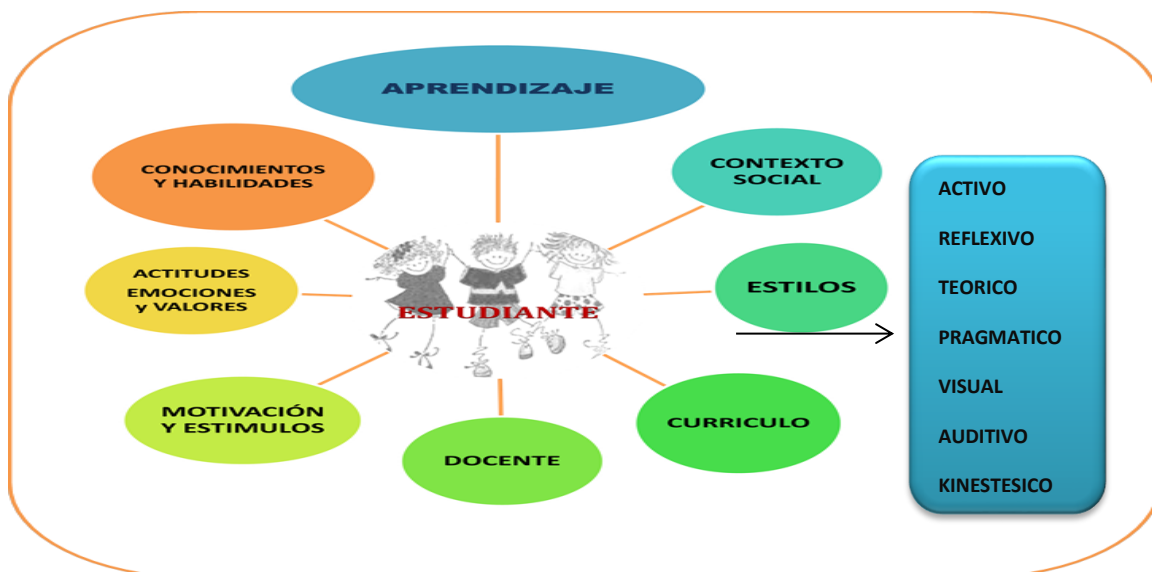 APRENDIZAJE
CONOCIMIENTOS
Y HABILIDADES
CONTEXTO
SOCIAL
ACTITUDES
EMOCIONES
y VALORES
ESTUDIANTE
ESTILOS
MOTIVACIÓN
Y ESTIMULOS
DOCENTE
CURRICULO
ACTIVO
REFLEXIVO
TEORICO
PRAGMATICO
VISUAL
AUDITIVO
KINESTESICO